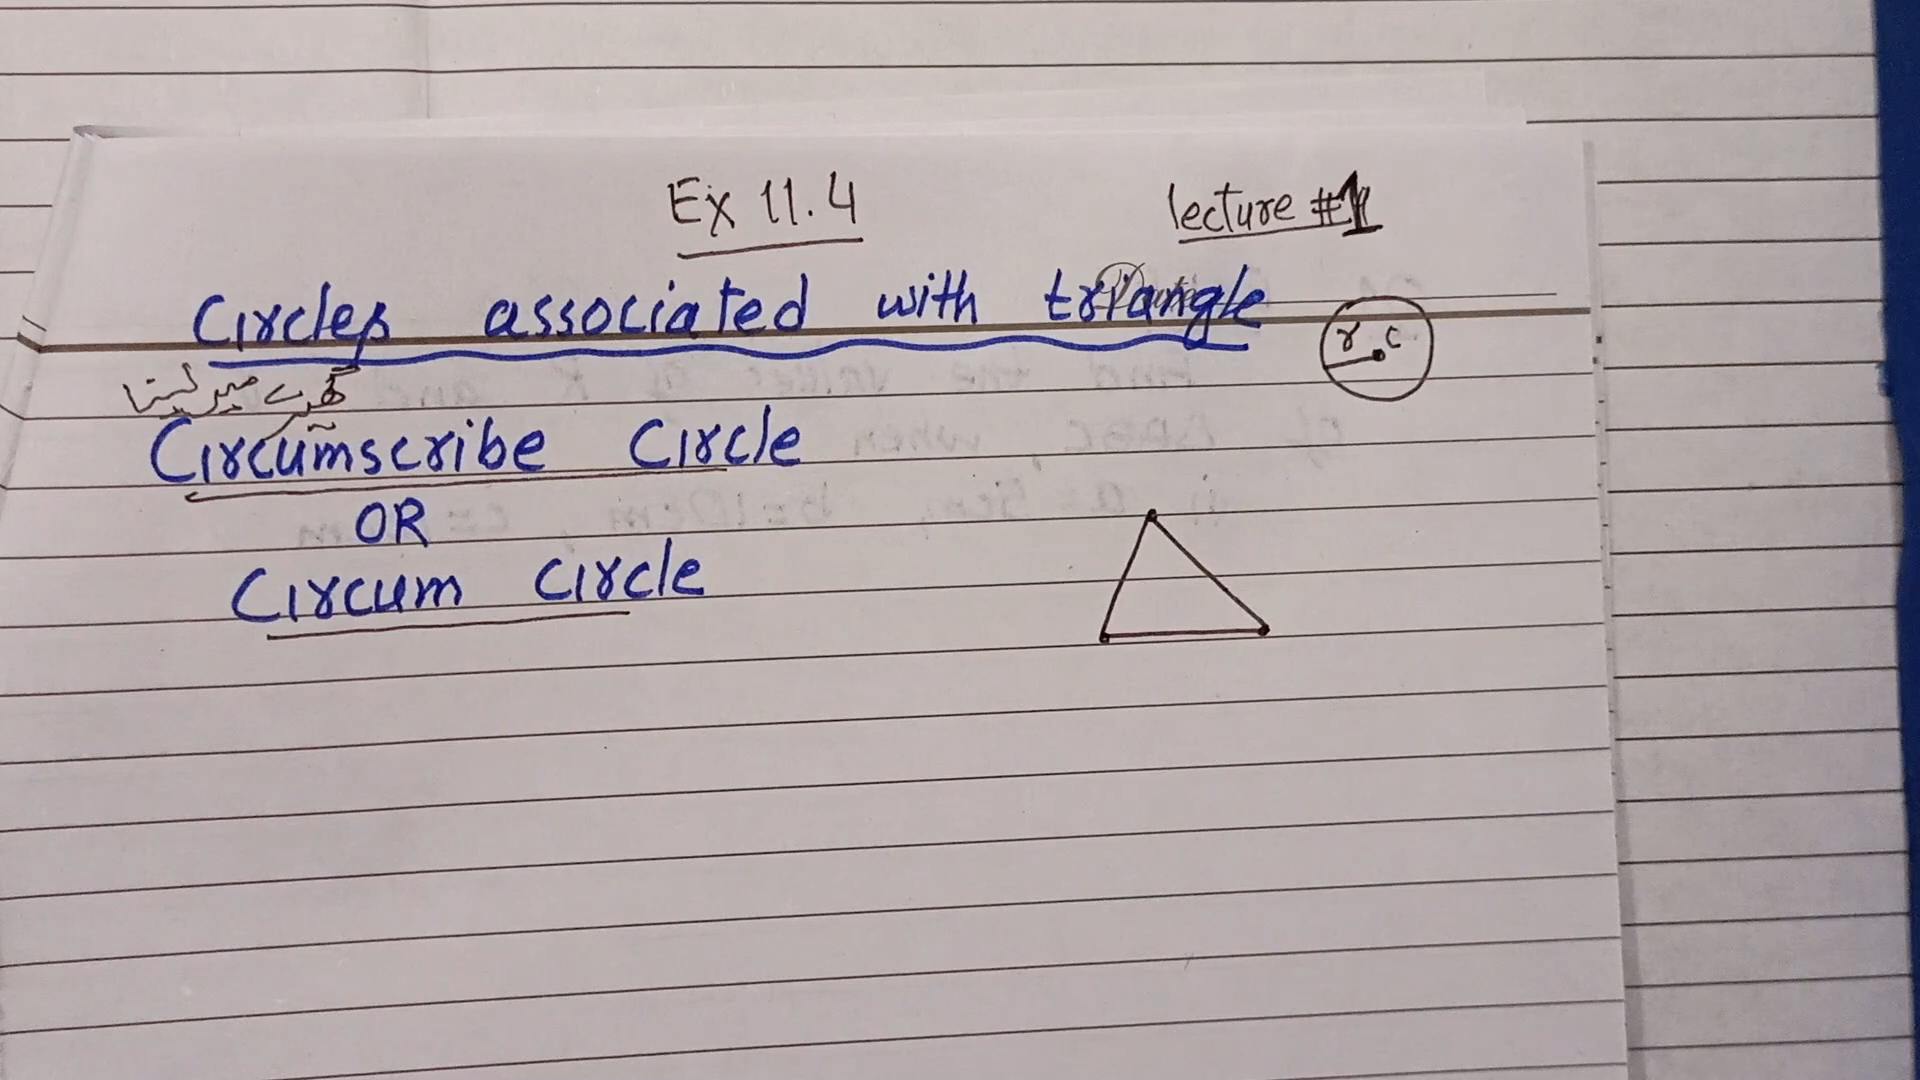 Ex 11.4
lecture #1
Circles associated with triangle
r c
گھیرے میں لینا
Circumscribe Circle
OR
Circum Circle